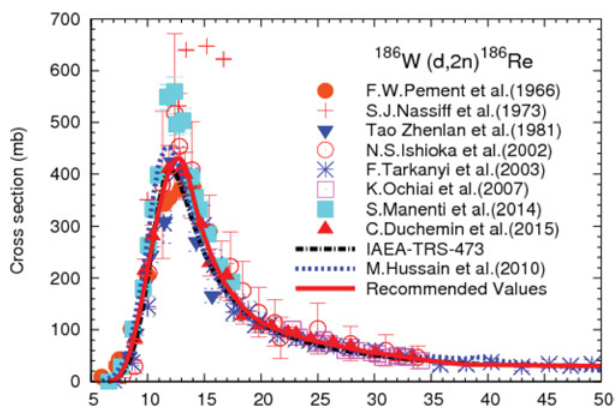 700
600
500
400
300
200
100
0
Cross section (mb)
186W (d,2n)186Re
F.W.Pement et al.(1966)
S.J.Nassiff et al.(1973)
Tao Zhenlan et al.(1981)
N.S.Ishioka et al.(2002)
F.Tarkanyi et al.(2003)
K.Ochiai et al.(2007)
S.Manenti et al.(2014)
C.Duchemin et al.(2015)
IAEA-TRS-473
M.Hussain et al.(2010)
Recommended Values
5 10 15 20 25 30 35 40 45 50